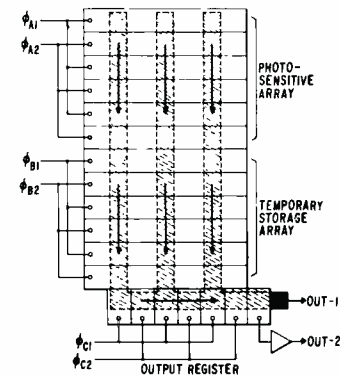 ϕA1
ϕA2
PHOTO-
SENSITIVE
ARRAY
ϕB1
ϕB2
TEMPORARY
STORAGE
ARRAY
OUT-1
ϕC1
OUT-2
ϕC2
OUTPUT REGISTER